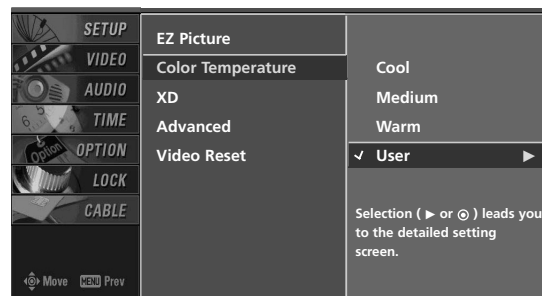 SETUP
VIDEO
AUDIO
TIME
OPTION
LOCK
CABLE
Move MENU Prev
EZ Picture
Color Temperature
XD
Advanced
Video Reset
Cool
Medium
Warm
✓ User ▶
Selection ( ▶ or ⊙ ) leads you
to the detailed setting
screen.